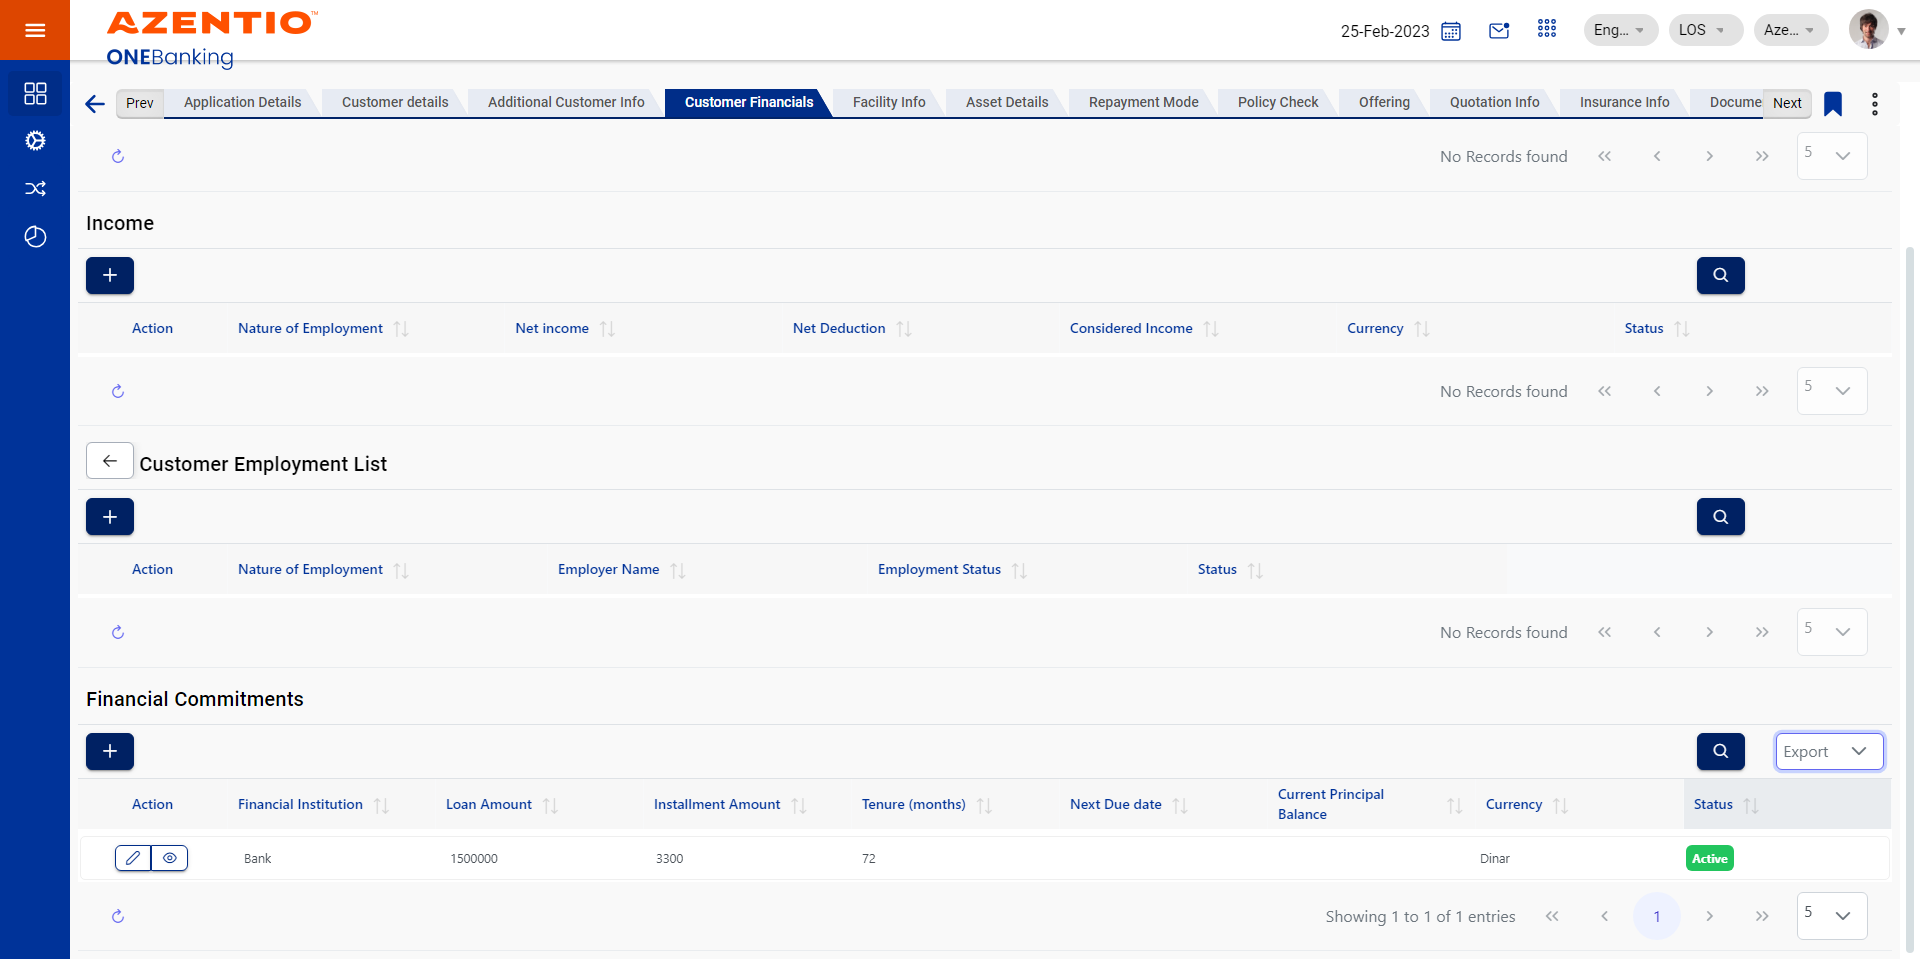 AZENTIO™
ONEBanking
25-Feb-2023
Eng...
LOS
Aze...
Prev
Application Details
Customer details
Additional Customer Info
Customer Financials
Facility Info
Asset Details
Repayment Mode
Policy Check
Offering
Quotation Info
Insurance Info
Docume
Next
No Records found
5
Income
Action
Nature of Employment
Net income
Net Deduction
Considered Income
Currency
Status
No Records found
5
Customer Employment List
Action
Nature of Employment
Employer Name
Employment Status
Status
No Records found
5
Financial Commitments
Export
Action
Financial Institution
Loan Amount
Installment Amount
Tenure (months)
Next Due date
Current Principal
Balance
Currency
Status
Bank
1500000
3300
72
Dinar
Active
Showing 1 to 1 of 1 entries
1
5